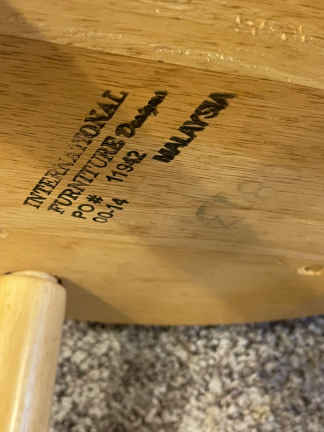 INTERNATIONAL
FURNITURE Designs
PO # 11942
00-14
MALAYSIA